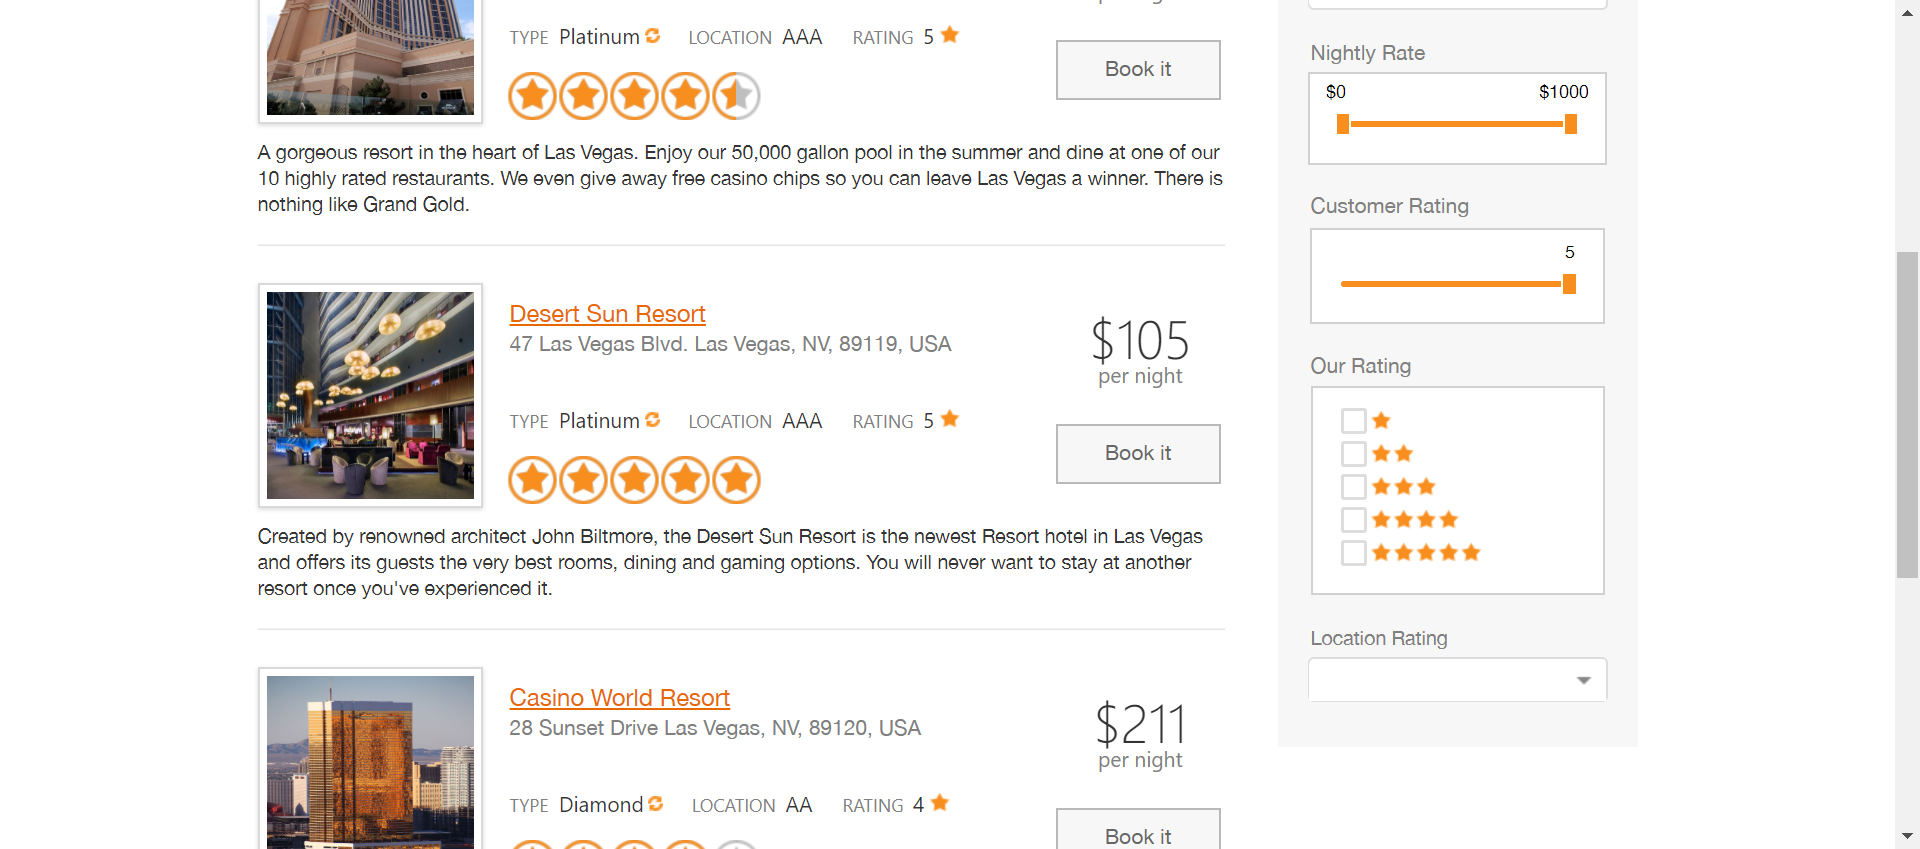 TYPE Platinum LOCATION AAA RATING 5
Book it
A gorgeous resort in the heart of Las Vegas. Enjoy our 50,000 gallon pool in the summer and dine at one of our
10 highly rated restaurants. We even give away free casino chips so you can leave Las Vegas a winner. There is
nothing like Grand Gold.
Desert Sun Resort
47 Las Vegas Blvd. Las Vegas, NV, 89119, USA
$105
per night
TYPE Platinum LOCATION AAA RATING 5
Book it
Created by renowned architect John Biltmore, the Desert Sun Resort is the newest Resort hotel in Las Vegas
and offers its guests the very best rooms, dining and gaming options. You will never want to stay at another
resort once you've experienced it.
Casino World Resort
28 Sunset Drive Las Vegas, NV, 89120, USA
$211
per night
TYPE Diamond LOCATION AA RATING 4
Book it
Nightly Rate
$0 $1000
Customer Rating
5
Our Rating
Location Rating